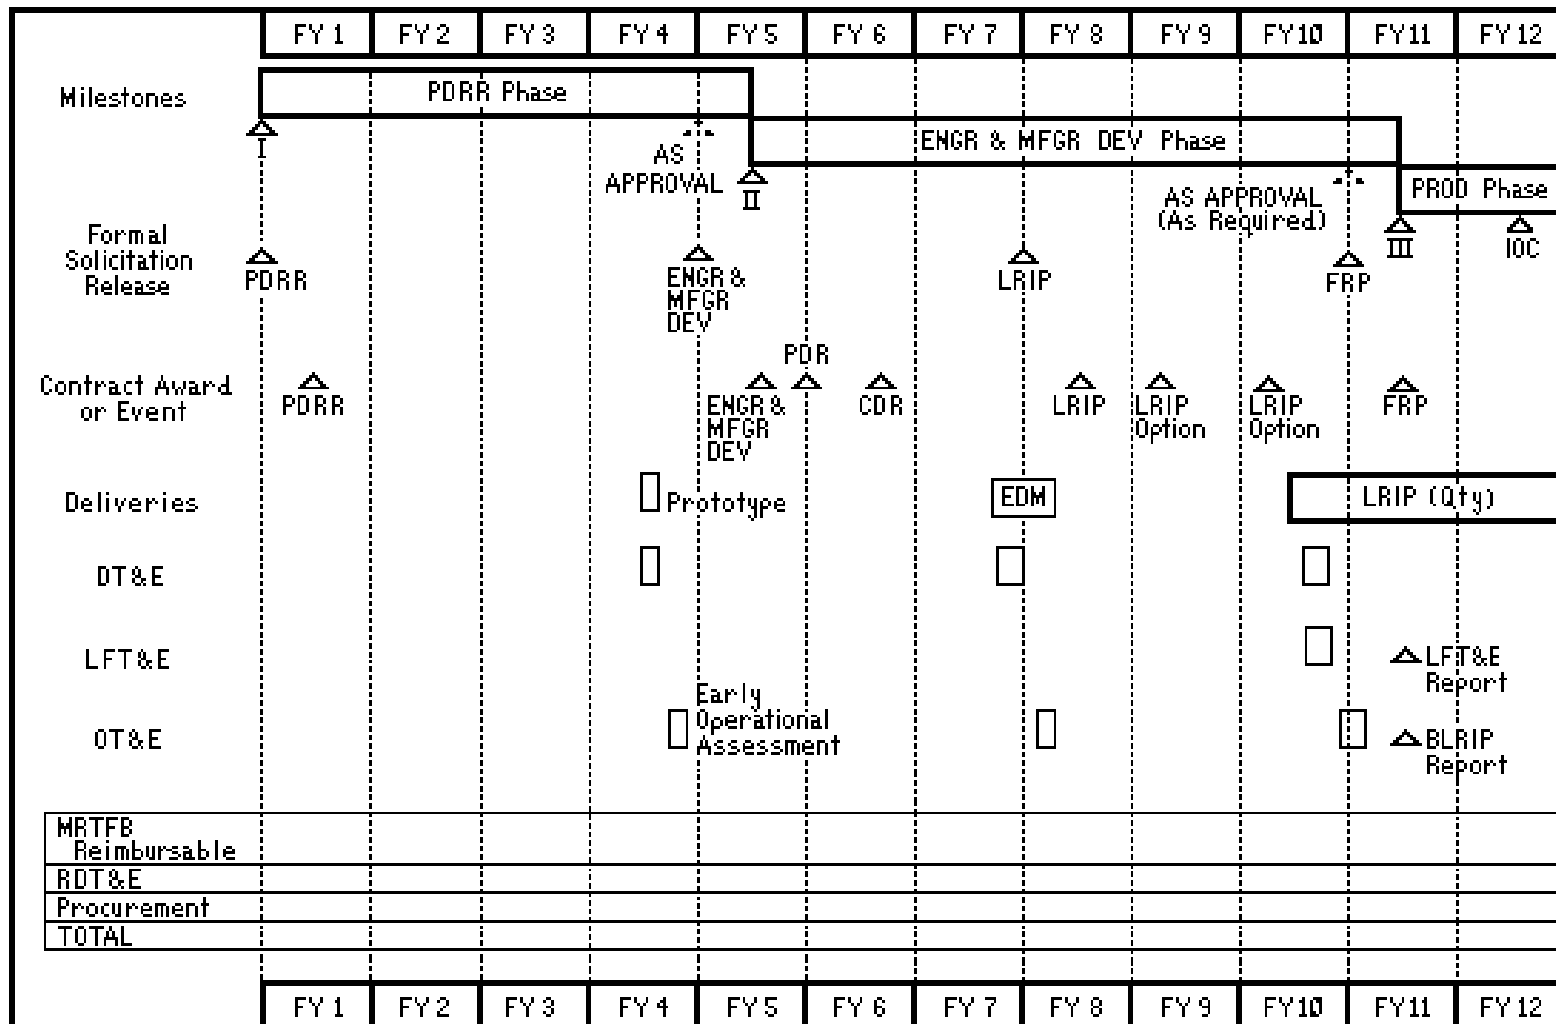 FY 1 FY 2 FY 3 FY 4 FY 5 FY 6 FY 7 FY 8 FY 9 FY10 FY11 FY 12
Milestones
PDRR Phase
I
AS
APPROVAL
II
ENGR & MFGR DEV Phase
AS APPROVAL
(As Required)
PROD Phase
III
IOC
Formal
Solicitation
Release
PDRR
ENGR &
MFGR
DEV
LRIP
FRP
Contract Award
or Event
PDRR
ENGR &
MFGR
DEV
PDR
CDR
LRIP
LRIP
Option
LRIP
Option
FRP
Deliveries
Prototype
EDM
LRIP (Qty)
DT&E
LFT&E
LFT&E
Report
OT&E
Early
Operational
Assessment
BLRIP
Report
MRTFB
Reimbursable
RDT&E
Procurement
TOTAL
FY 1 FY 2 FY 3 FY 4 FY 5 FY 6 FY 7 FY 8 FY 9 FY10 FY11 FY 12